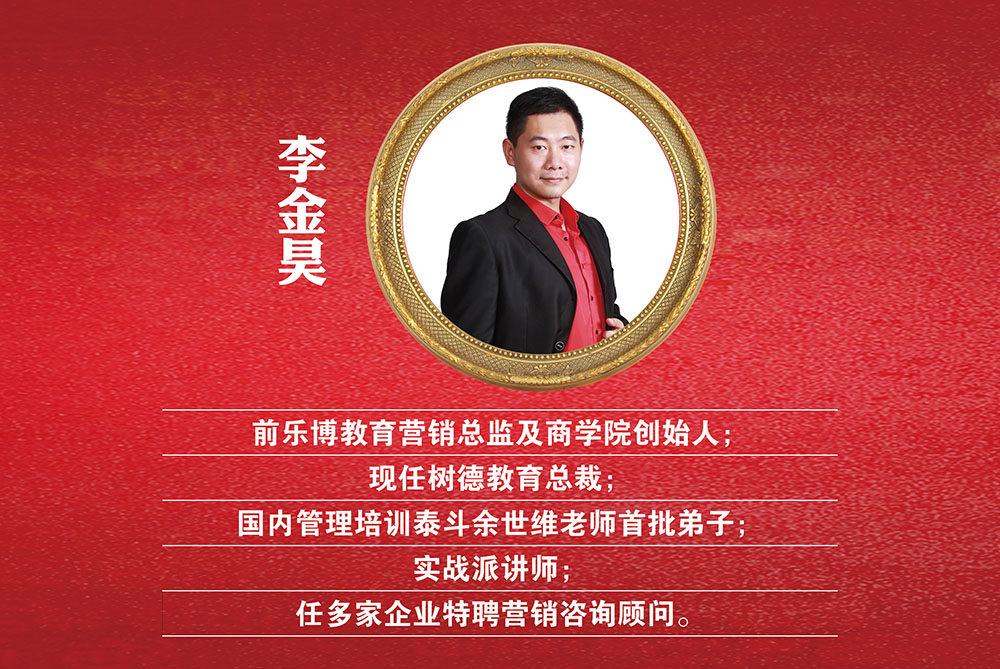 李金昊
前乐博教育营销总监及商学院创始人；
现任树德教育总裁；
国内管理培训泰斗余世维老师首批弟子；
实战派讲师；
任多家企业特聘营销咨询顾问。